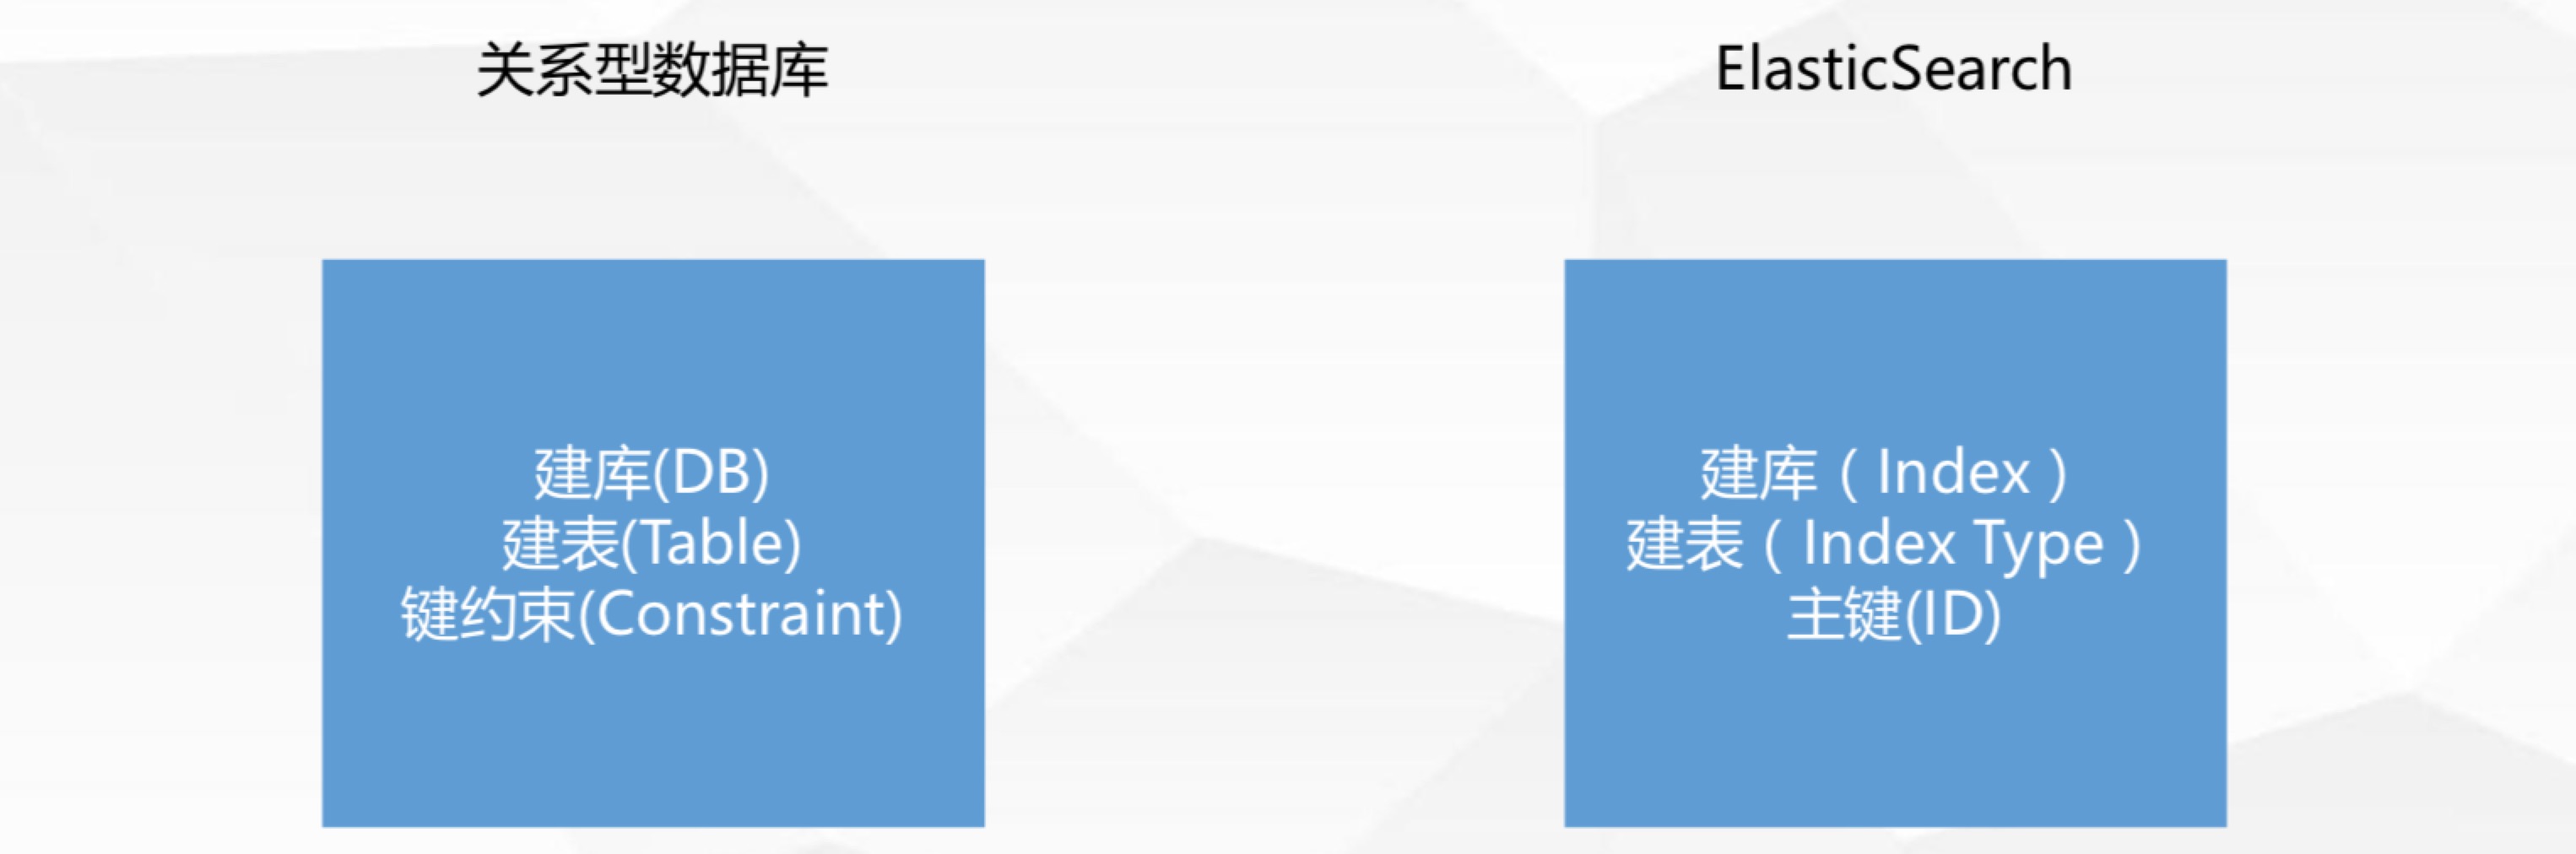 关系型数据库
ElasticSearch
建库(DB)
建表(Table)
键约束(Constraint)
建库（Index）
建表（Index Type）
主键(ID)